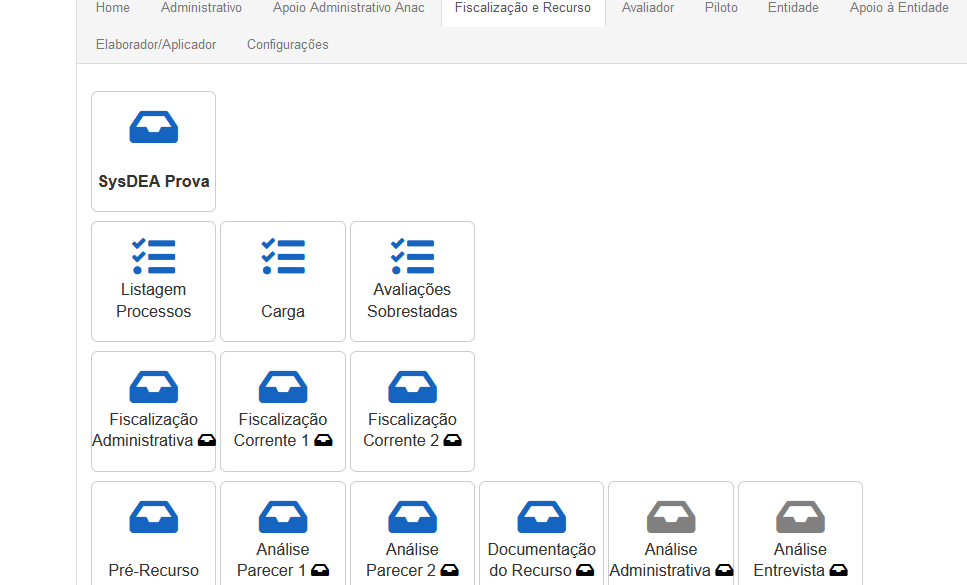 Home Administrativo Apoio Administrativo Anac Fiscalização e Recurso Avaliador Piloto Entidade Apoio à Entidade
Elaborador/Aplicador Configurações
SysDEA Prova
Listagem
Processos
Carga
Avaliações
Sobrestadas
Fiscalização
Administrativa
Fiscalização
Corrente 1
Fiscalização
Corrente 2
Pré-Recurso
Análise
Parecer 1
Análise
Parecer 2
Documentação
do Recurso
Análise
Administrativa
Análise
Entrevista